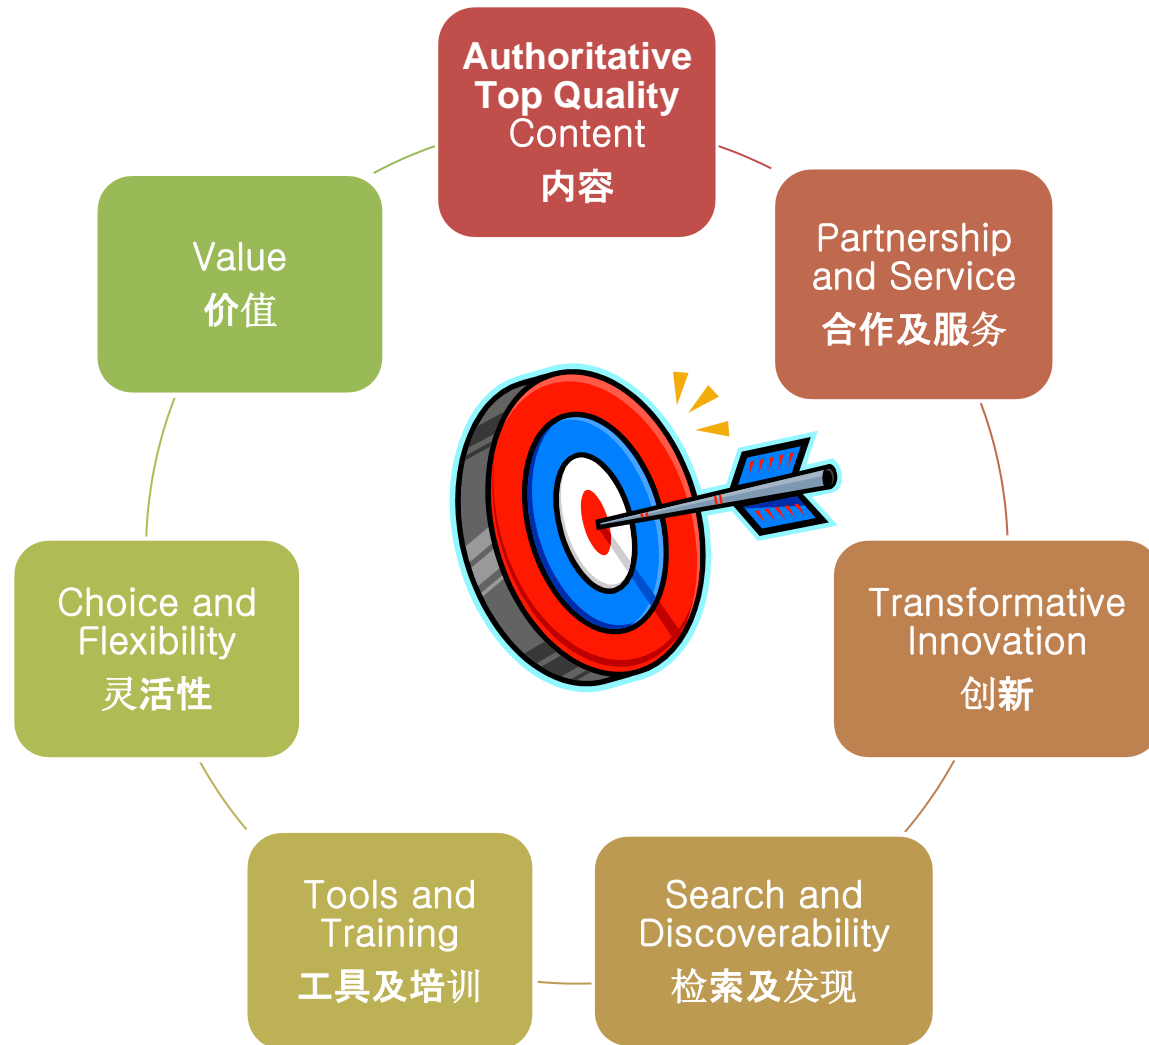 Authoritative
Top Quality
Content
内容
Partnership
and Service
合作及服务
Transformative
Innovation
创新
Search and
Discoverability
检索及发现
Tools and
Training
工具及培训
Choice and
Flexibility
灵活性
Value
价值